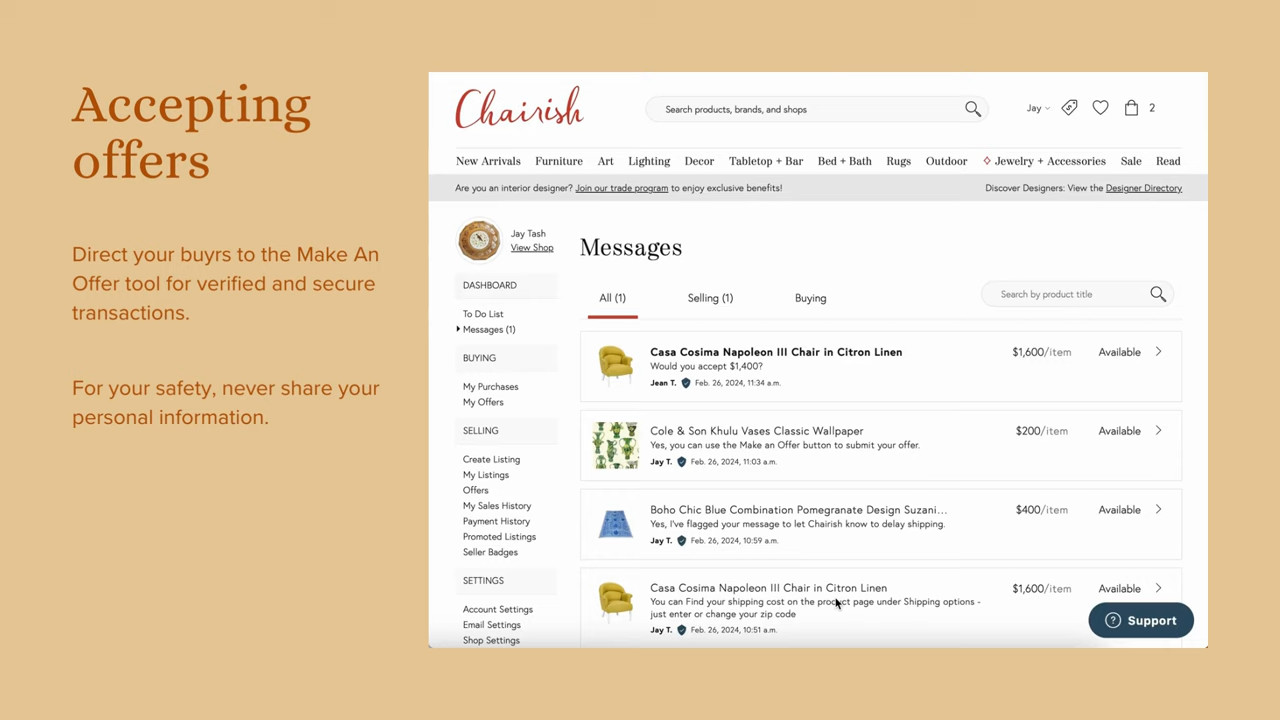 Accepting
offers
Direct your buyrs to the Make An
Offer tool for verified and secure
transactions.
For your safety, never share your
personal information.
Chairish
Search products, brands, and shops
Jay
2
New Arrivals Furniture Art Lighting Decor Tabletop + Bar Bed + Bath Rugs Outdoor Jewelry + Accessories Sale Read
Are you an interior designer? Join our trade program to enjoy exclusive benefits!
Discover Designers: View the Designer Directory
Jay Tash
View Shop
DASHBOARD
To Do List
Messages (1)
BUYING
My Purchases
My Offers
SELLING
Create Listing
My Listings
Offers
My Sales History
Payment History
Promoted Listings
Seller Badges
SETTINGS
Account Settings
Email Settings
Shop Settings
Messages
All (1) Selling (1) Buying
Search by product title
Casa Cosima Napoleon III Chair in Citron Linen $1,600/item Available
Would you accept $1,400?
Jean T. Feb. 26, 2024, 11:34 a.m.
Cole & Son Khulu Vases Classic Wallpaper $200/item Available
Yes, you can use the Make an Offer button to submit your offer.
Jay T. Feb. 26, 2024, 11:03 a.m.
Boho Chic Blue Combination Pomegranate Design Suzani... $400/item Available
Yes, I've flagged your message to let Chairish know to delay shipping.
Jay T. Feb. 26, 2024, 10:59 a.m.
Casa Cosima Napoleon III Chair in Citron Linen $1,600/item Available
You can Find your shipping cost on the product page under Shipping options -
just enter or change your zip code
Jay T. Feb. 26, 2024, 10:51 a.m.
Support